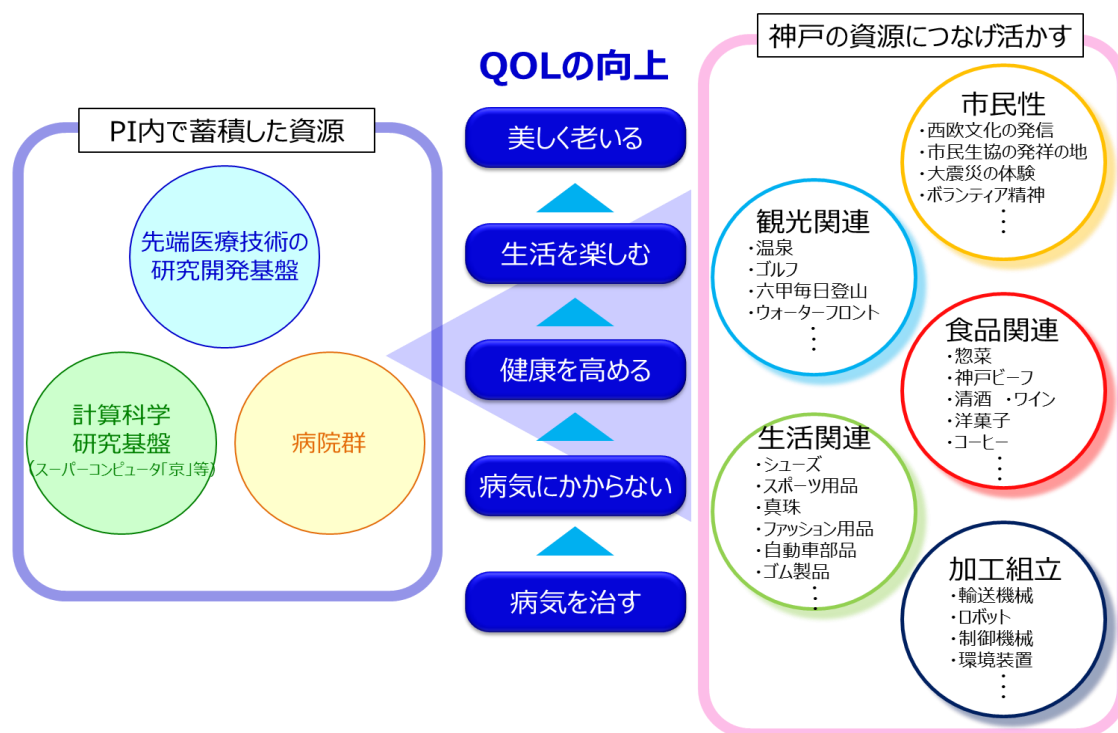 PI内で蓄積した資源
先端医療技術の
研究開発基盤
計算科学
研究基盤
(スーパーコンピュータ「京」等)
病院群
QOLの向上
美しく老いる
生活を楽しむ
健康を高める
病気にかからない
病気を治す
神戸の資源につなげ活かす
市民性
・西欧文化の発信
・市民生協の発祥の地
・大震災の体験
・ボランティア精神
⋮
観光関連
・温泉
・ゴルフ
・六甲毎日登山
・ウォーターフロント
⋮
食品関連
・惣菜
・神戸ビーフ
・清酒 ・ワイン
・洋菓子
・コーヒー
⋮
生活関連
・シューズ
・スポーツ用品
・真珠
・ファッション用品
・自動車部品
・ゴム製品
⋮
加工組立
・輸送機械
・ロボット
・制御機械
・環境装置
⋮